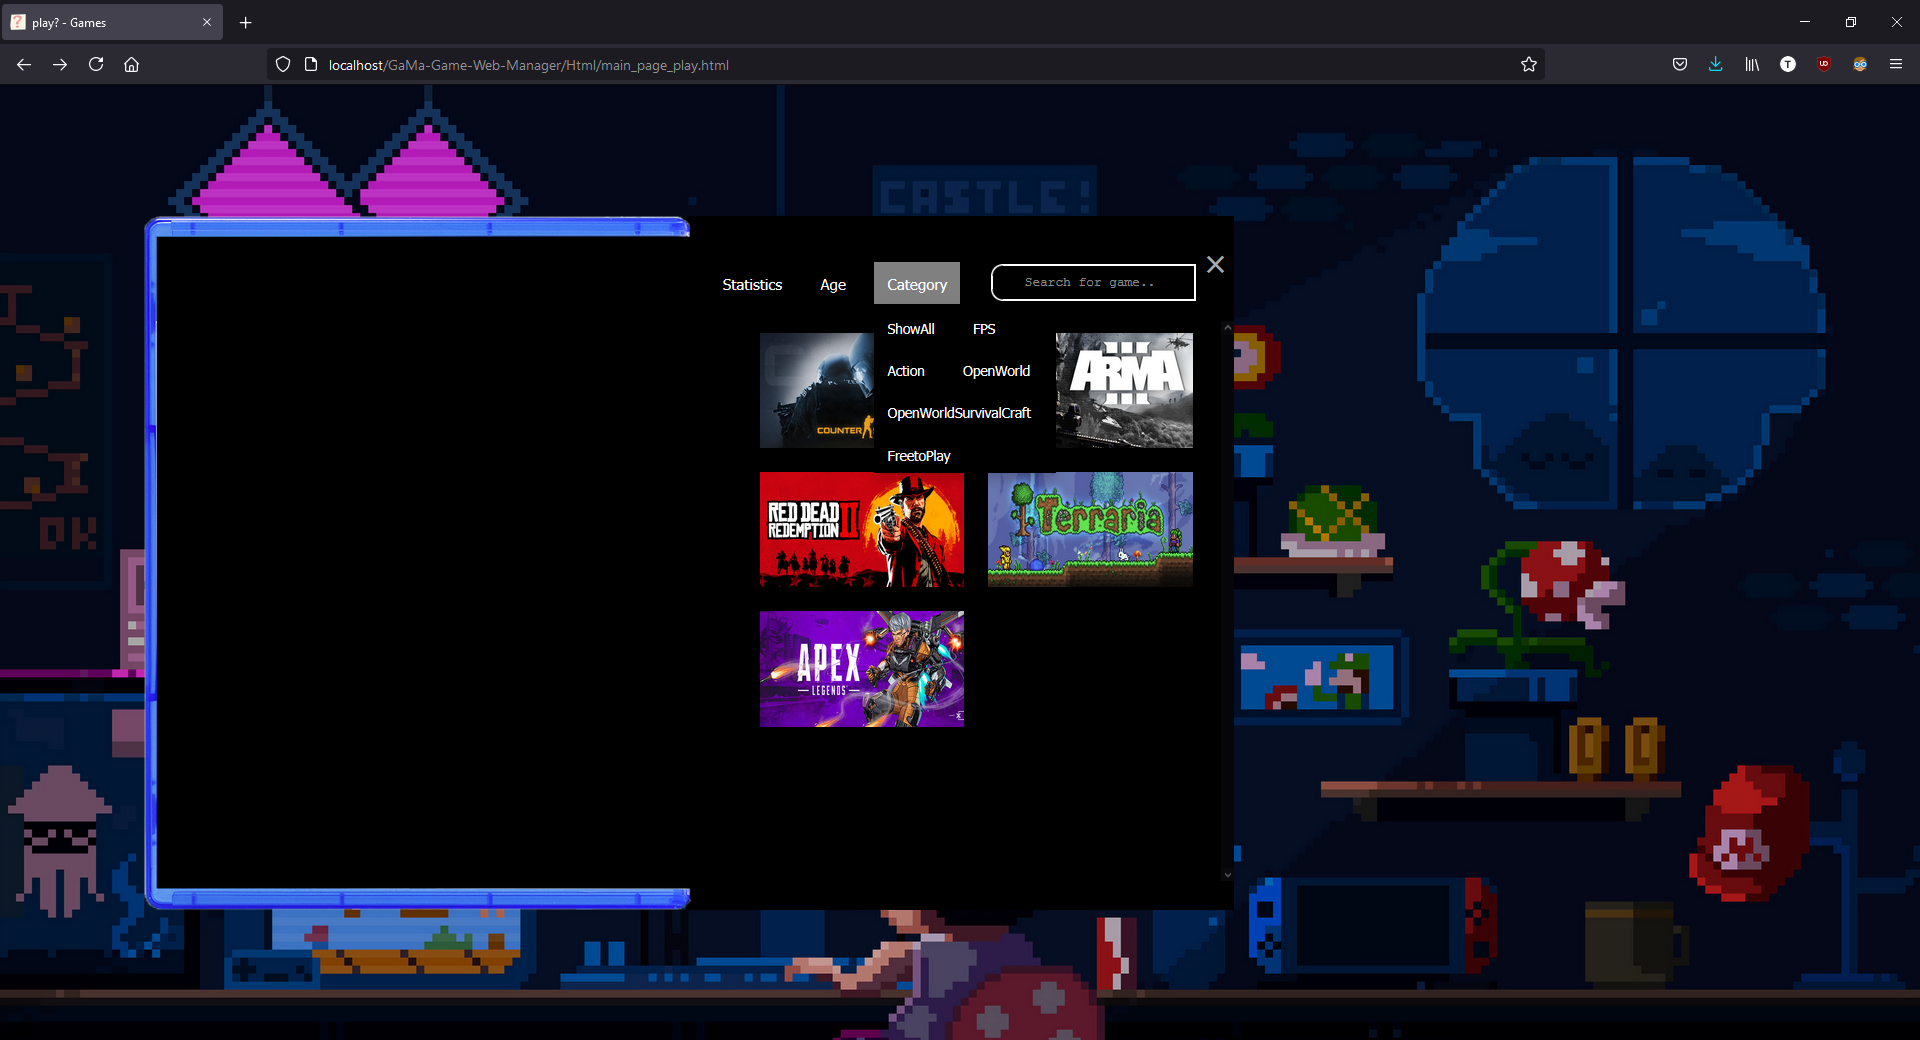 play? - Games
localhost/GaMa-Game-Web-Manager/Html/main_page_play.html
CASTLE!
Statistics
Age
Category
Search for game..
ShowAll
FPS
Action
OpenWorld
OpenWorldSurvivalCraft
FreetoPlay
COUNTER
III
ARMA
III
RED DEAD
REDEMPTION II
Terraria
APEX
LEGENDS
OK